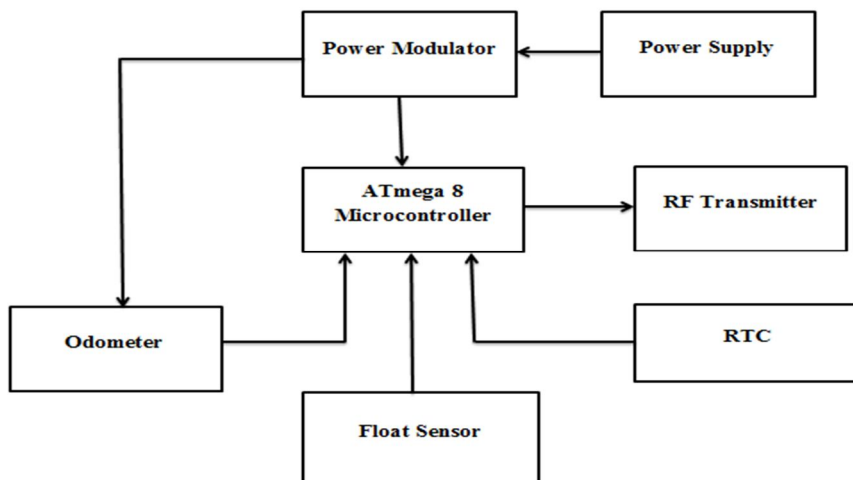 Power Modulator
Power Supply
ATmega 8
Microcontroller
RF Transmitter
Odometer
RTC
Float Sensor